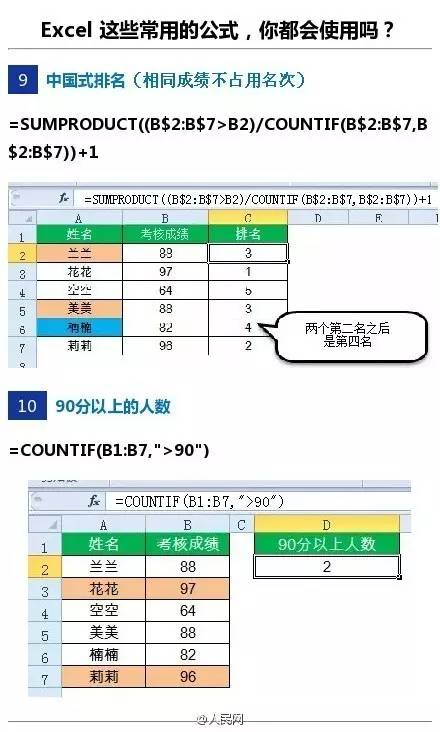 Excel 这些常用的公式，你都会使用吗？
9 中国式排名（相同成绩不占用名次）
=SUMPRODUCT((B$2:B$7>B2)/COUNTIF(B$2:B$7,B
$2:B$7))+1
fx =SUMPRODUCT((B$2:B$7>B2)/COUNTIF(B$2:B$7,B$2:B$7))+1
A B C D E F
1 姓名 考核成绩 排名
2 兰兰 88 3
3 花花 97 1
4 空空 64 5
5 美美 88 3
6 楠楠 82 4
7 莉莉 96 2
两个第二名之后
是第四名
10 90分以上的人数
=COUNTIF(B1:B7,">90")
fx =COUNTIF(B1:B7,">90")
A B C D
1 姓名 考核成绩 90分以上人数
2 兰兰 88 2
3 花花 97
4 空空 64
5 美美 88
6 楠楠 82
7 莉莉 96
@人民网